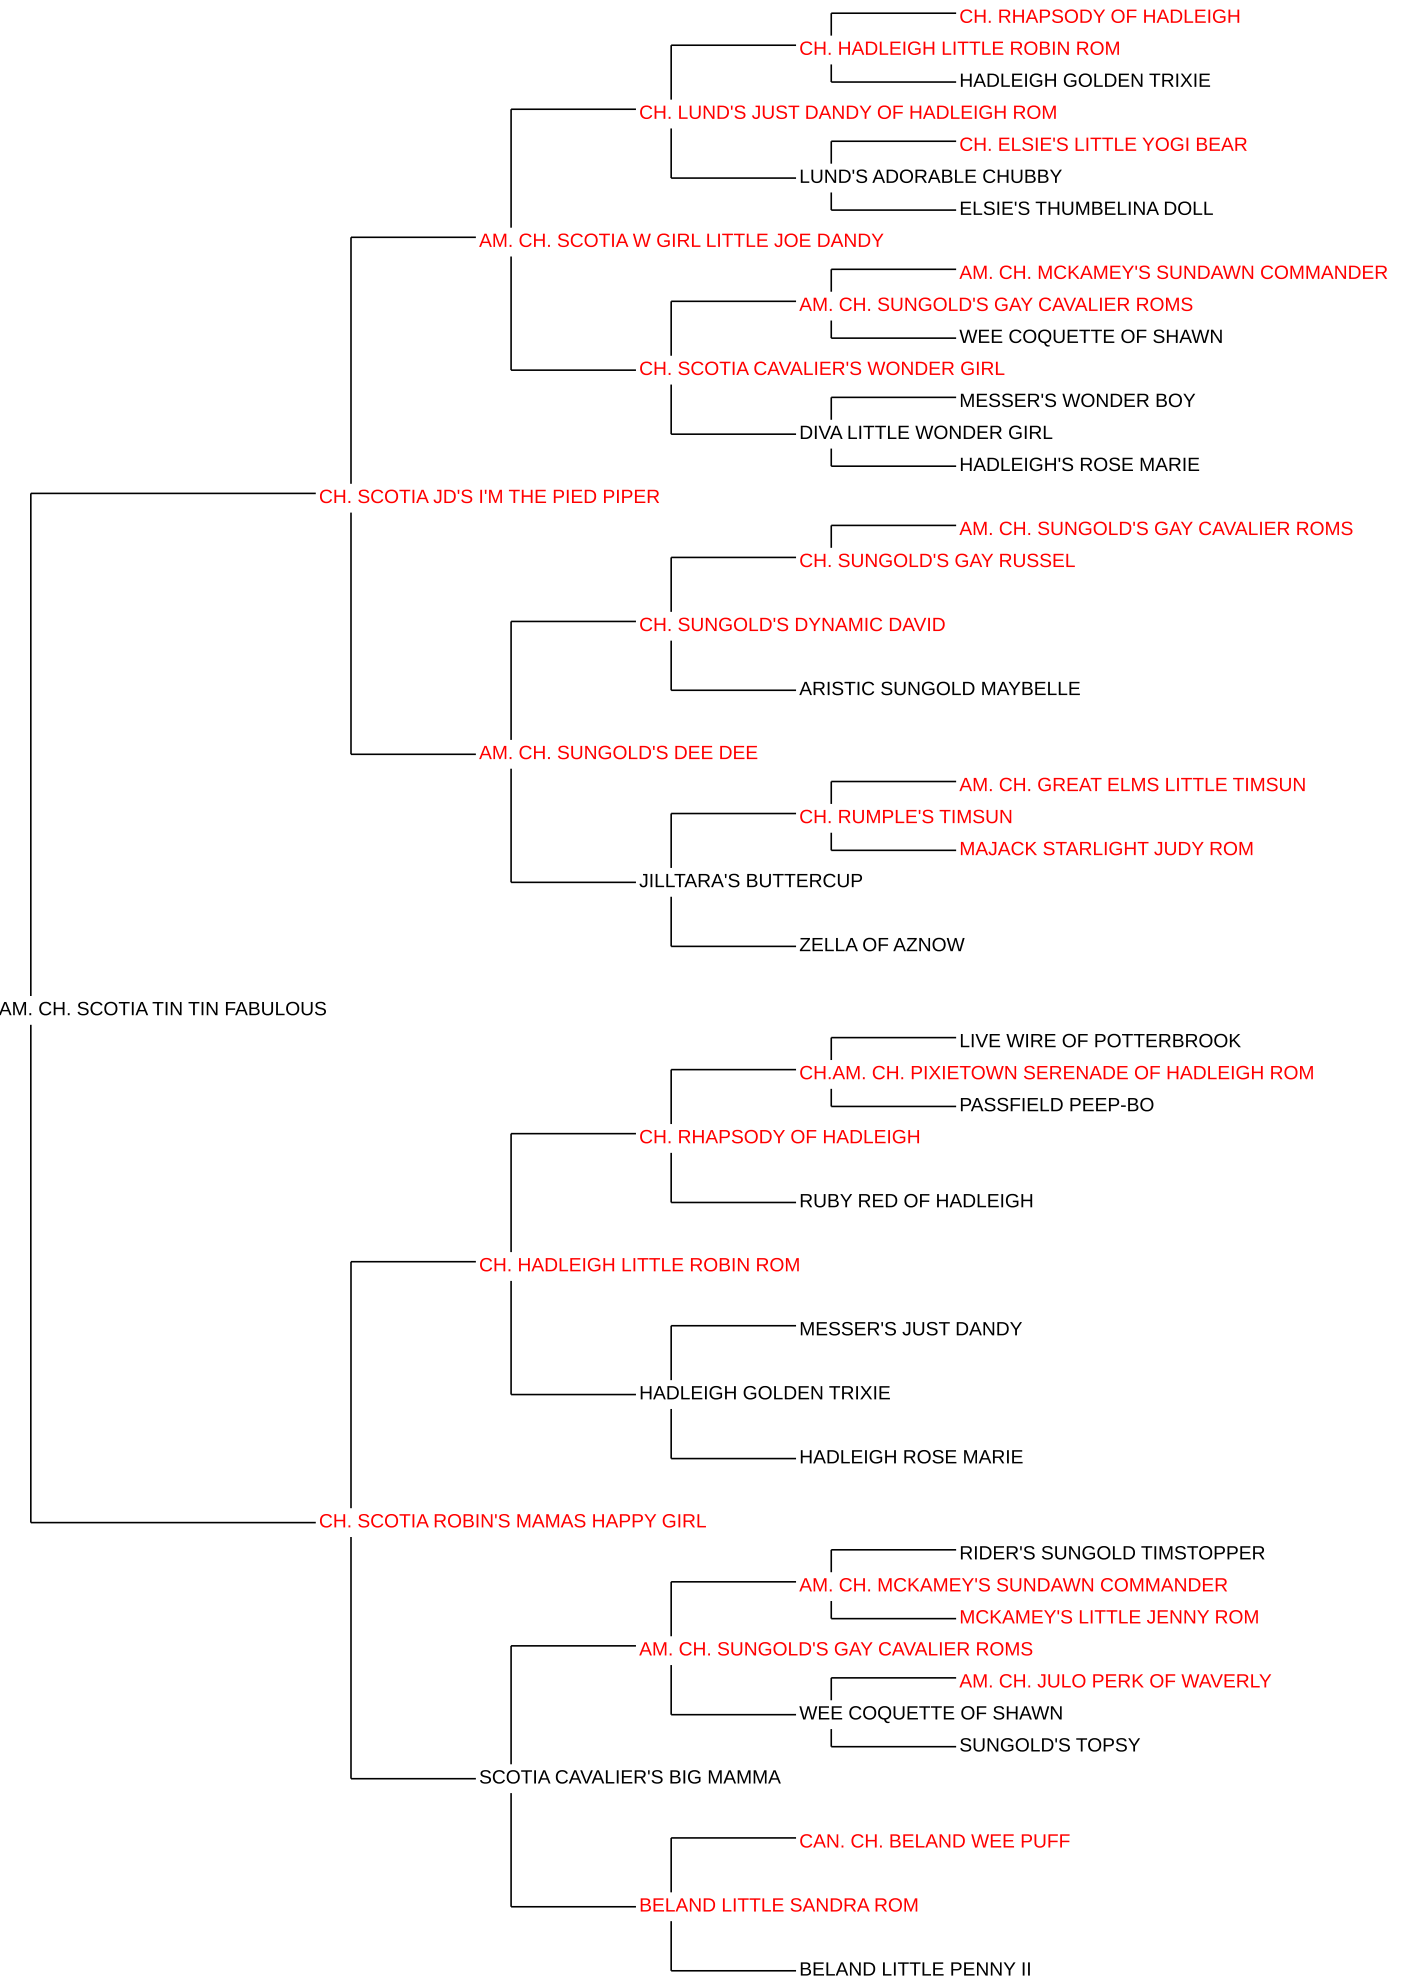 CH. RHAPSODY OF HADLEIGH
CH. HADLEIGH LITTLE ROBIN ROM
HADLEIGH GOLDEN TRIXIE
CH. LUND'S JUST DANDY OF HADLEIGH ROM
CH. ELSIE'S LITTLE YOGI BEAR
LUND'S ADORABLE CHUBBY
ELSIE'S THUMBELINA DOLL
AM. CH. SCOTIA W GIRL LITTLE JOE DANDY
AM. CH. MCKAMEY'S SUNDAWN COMMANDER
AM. CH. SUNGOLD'S GAY CAVALIER ROMS
WEE COQUETTE OF SHAWN
CH. SCOTIA CAVALIER'S WONDER GIRL
MESSER'S WONDER BOY
DIVA LITTLE WONDER GIRL
HADLEIGH'S ROSE MARIE
CH. SCOTIA JD'S I'M THE PIED PIPER
AM. CH. SUNGOLD'S GAY CAVALIER ROMS
CH. SUNGOLD'S GAY RUSSEL
CH. SUNGOLD'S DYNAMIC DAVID
ARISTIC SUNGOLD MAYBELLE
AM. CH. SUNGOLD'S DEE DEE
AM. CH. GREAT ELMS LITTLE TIMSUN
CH. RUMPLE'S TIMSUN
MAJACK STARLIGHT JUDY ROM
JILLTARA'S BUTTERCUP
ZELLA OF AZNOW
AM. CH. SCOTIA TIN TIN FABULOUS
LIVE WIRE OF POTTERBROOK
CH.AM. CH. PIXIETOWN SERENADE OF HADLEIGH ROM
PASSFIELD PEEP-BO
CH. RHAPSODY OF HADLEIGH
RUBY RED OF HADLEIGH
CH. HADLEIGH LITTLE ROBIN ROM
MESSER'S JUST DANDY
HADLEIGH GOLDEN TRIXIE
HADLEIGH ROSE MARIE
CH. SCOTIA ROBIN'S MAMAS HAPPY GIRL
RIDER'S SUNGOLD TIMSTOPPER
AM. CH. MCKAMEY'S SUNDAWN COMMANDER
MCKAMEY'S LITTLE JENNY ROM
AM. CH. SUNGOLD'S GAY CAVALIER ROMS
AM. CH. JULO PERK OF WAVERLY
WEE COQUETTE OF SHAWN
SUNGOLD'S TOPSY
SCOTIA CAVALIER'S BIG MAMMA
CAN. CH. BELAND WEE PUFF
BELAND LITTLE SANDRA ROM
BELAND LITTLE PENNY II